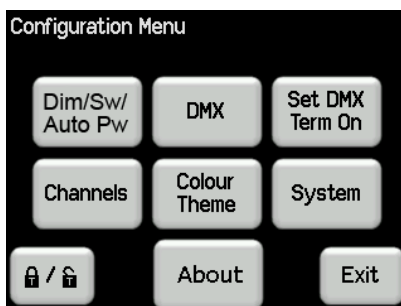 Configuration Menu
Dim/Sw/
Auto Pw
DMX
Set DMX
Term On
Channels
Colour
Theme
System
/
About
Exit